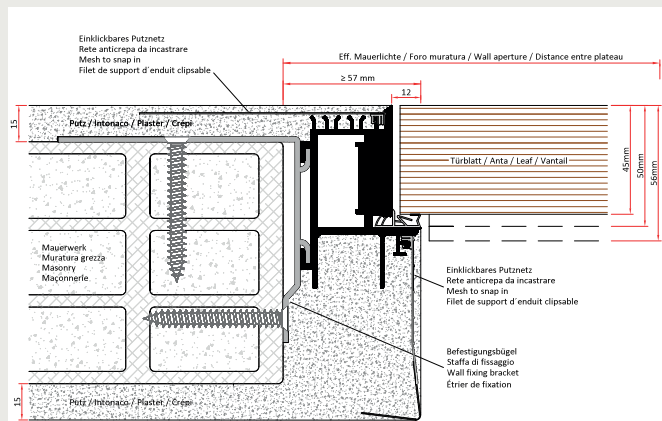 Einklickbares Putznetz
Rete anticrepa da incastrare
Mesh to snap in
Filet de support d´enduit clipsable
Eff. Mauerlichte / Foro muratura / Wall aperture / Distance entre plateau
≥ 57 mm
12
15
Putz / Intonaco / Plaster / Crépi
Türblatt / Anta / Leaf / Vantail
45mm
50mm
56mm
Mauerwerk
Muratura grezza
Masonry
Maçonnerle
Einklickbares Putznetz
Rete anticrepa da incastrare
Mesh to snap in
Filet de support d´enduit clipsable
Befestigungsbügel
Staffa di fissaggio
Wall fixing bracket
Étrier de fixation
15
Putz / Intonaco / Plaster / Crépi